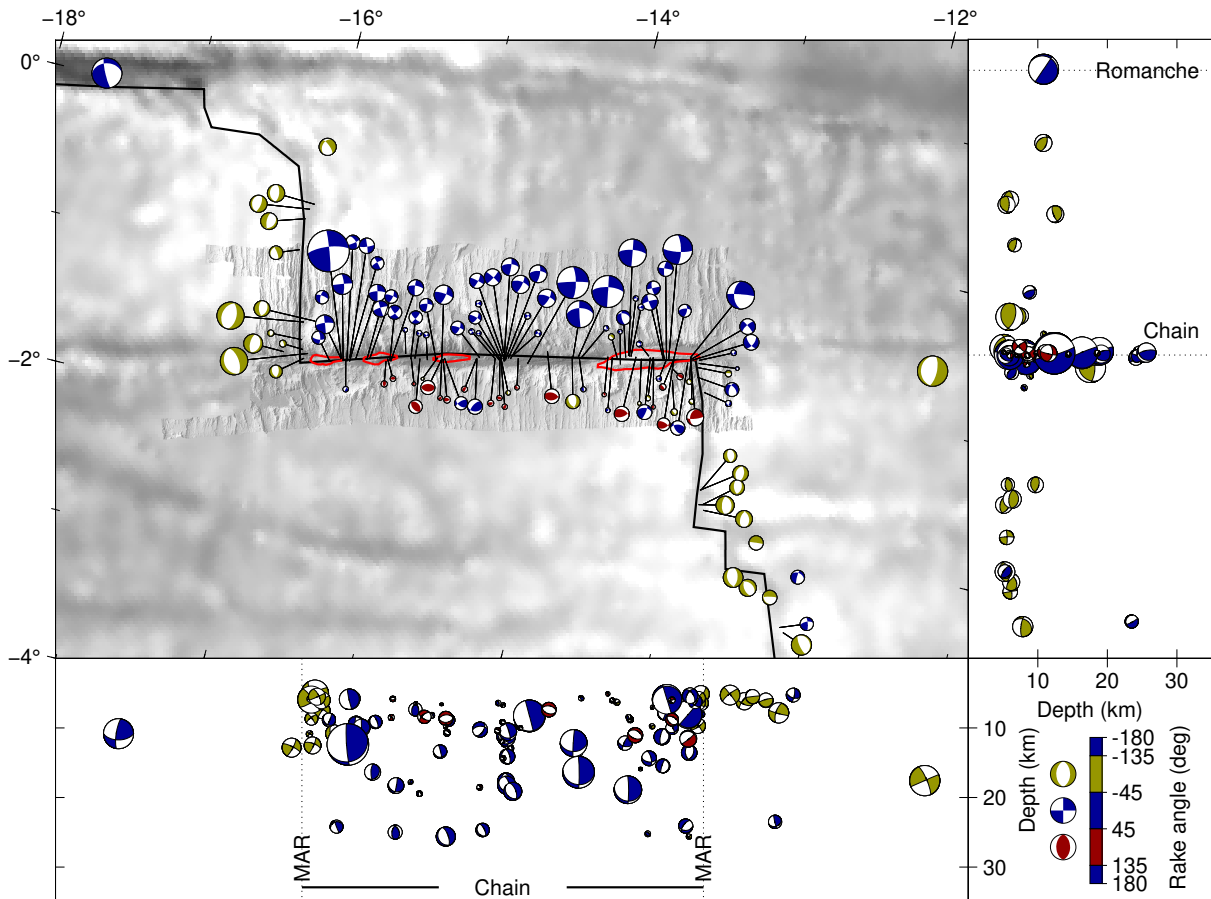 −18° −16° −14° −12°
0°
Romanche
Chain
−2°
−4°
10 20 30
Depth (km)
10
20
30
Depth (km)
-180
-135
-45
45
135
180
Rake angle (deg)
MAR
MAR
Chain